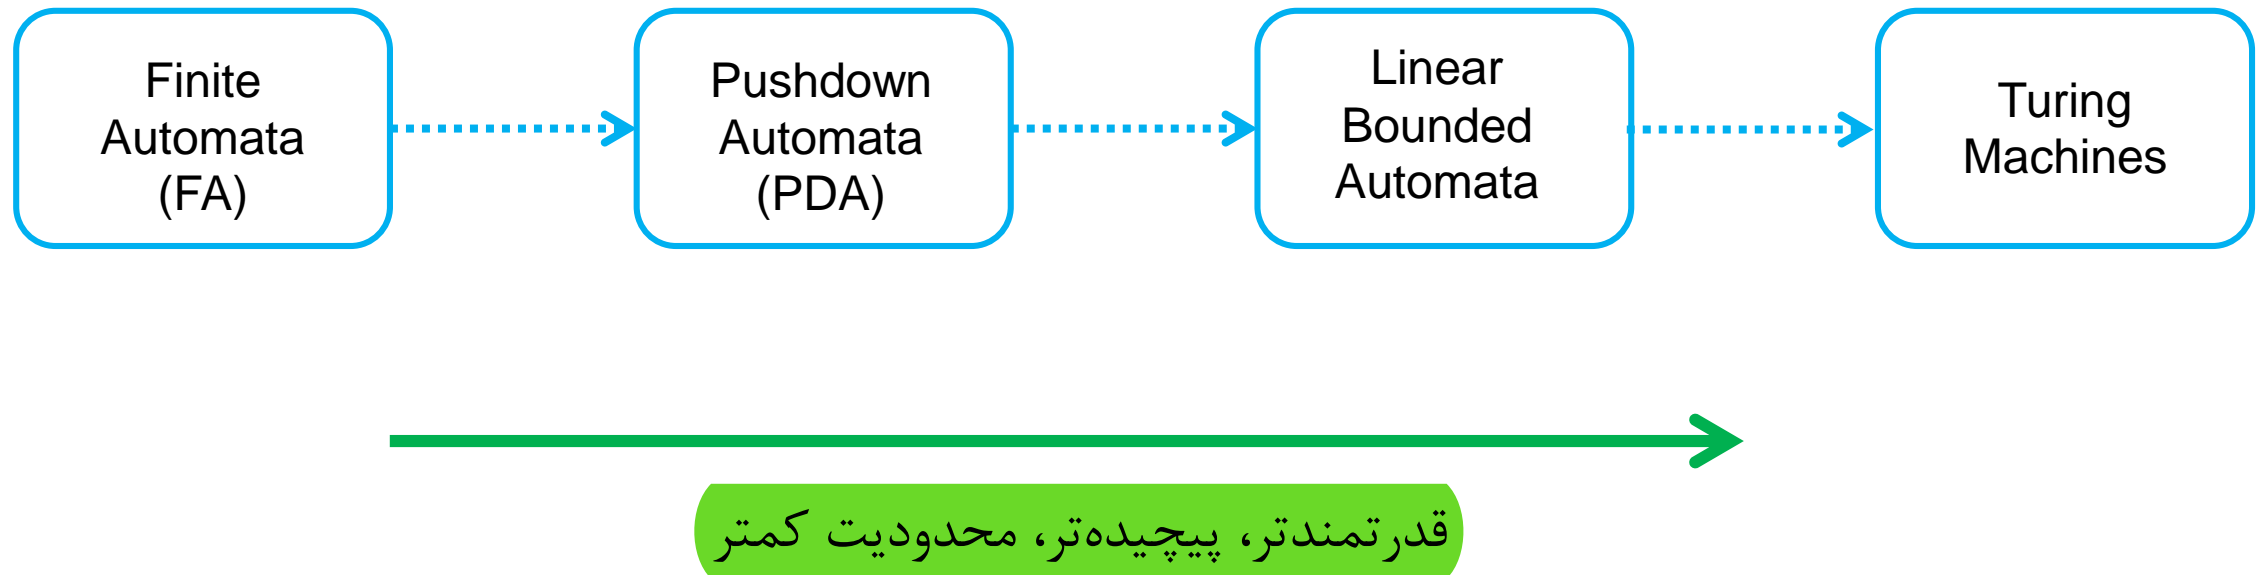 Finite
Automata
(FA)
Pushdown
Automata
(PDA)
Linear
Bounded
Automata
Turing
Machines
قدرتمندتر، پیچیده‌تر، محدودیت کمتر